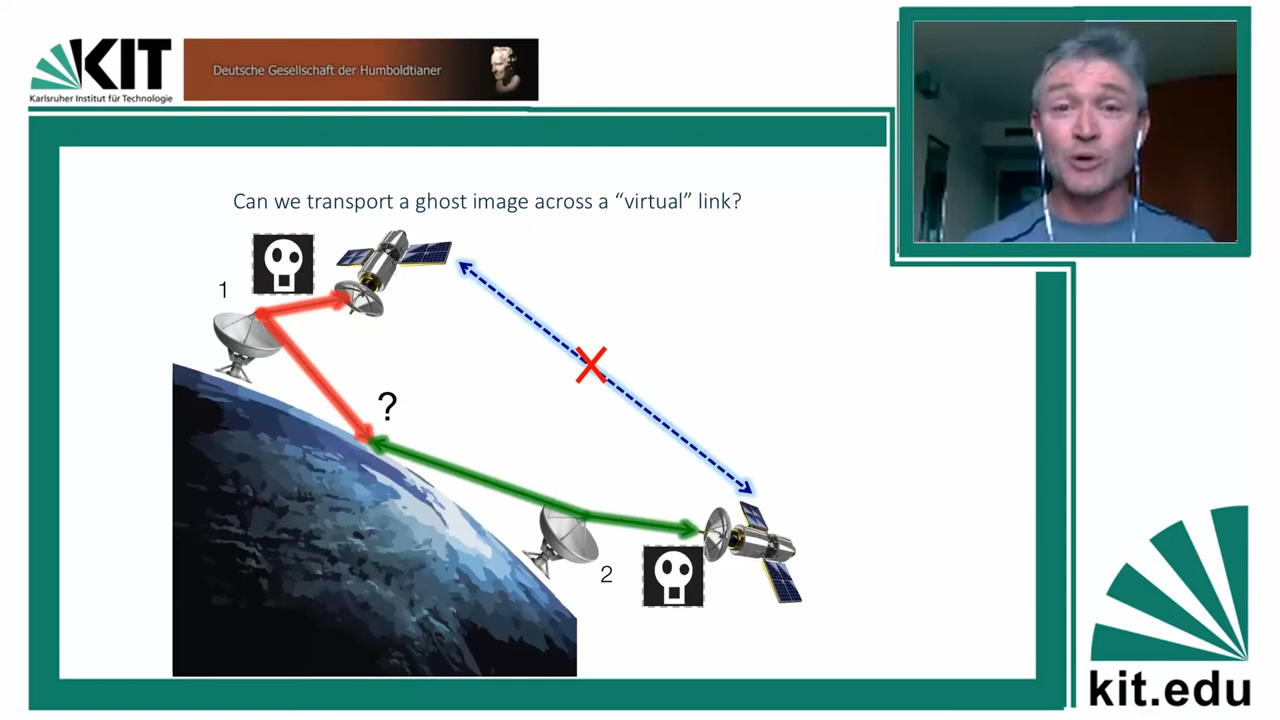 KIT
Karlsruher Institut für Technologie
Deutsche Gesellschaft der Humboldtianer
Can we transport a ghost image across a “virtual” link?
1
?
2
kit.edu